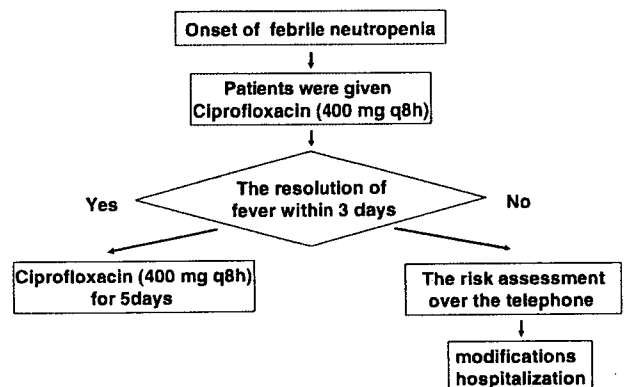 Onset of febrile neutropenia
Patients were given
Ciprofloxacin (400 mg q8h)
The resolution of
fever within 3 days
Yes
No
Ciprofloxacin (400 mg q8h)
for 5days
The risk assessment
over the telephone
modifications
hospitalization